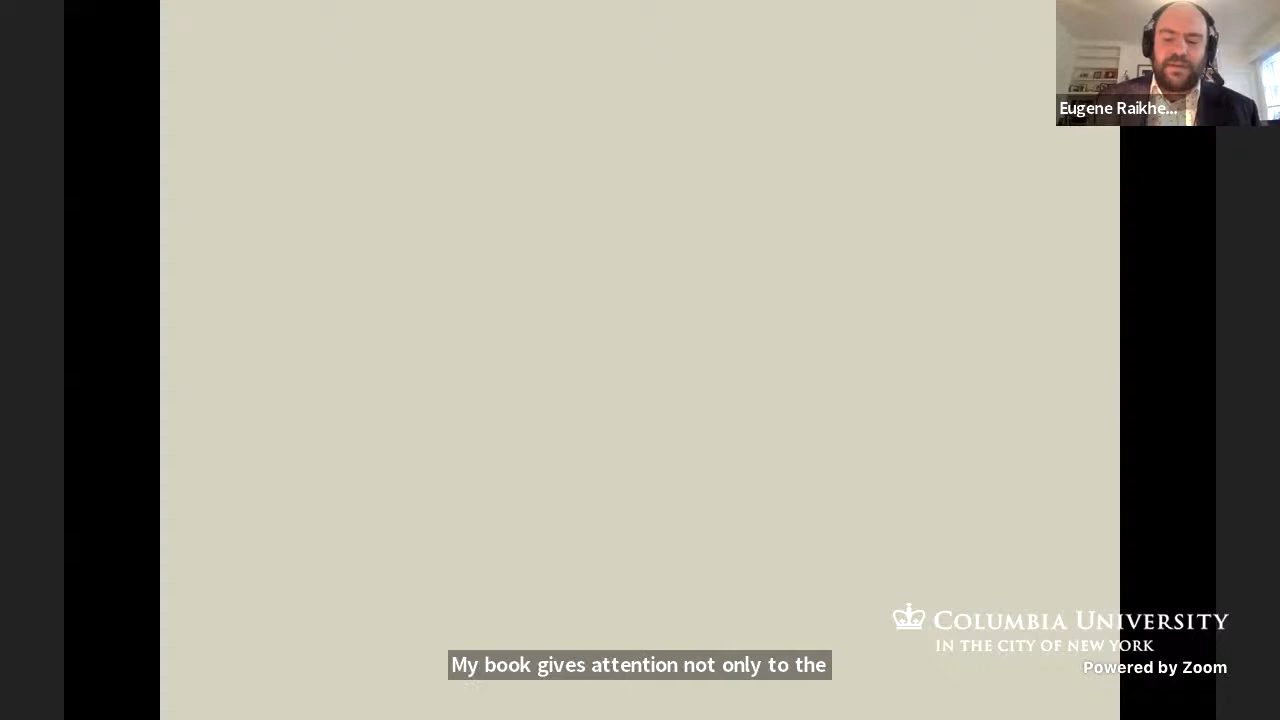 Eugene Raikhe...
My book gives attention not only to the
COLUMBIA UNIVERSITY
IN THE CITY OF NEW YORK
Powered by Zoom